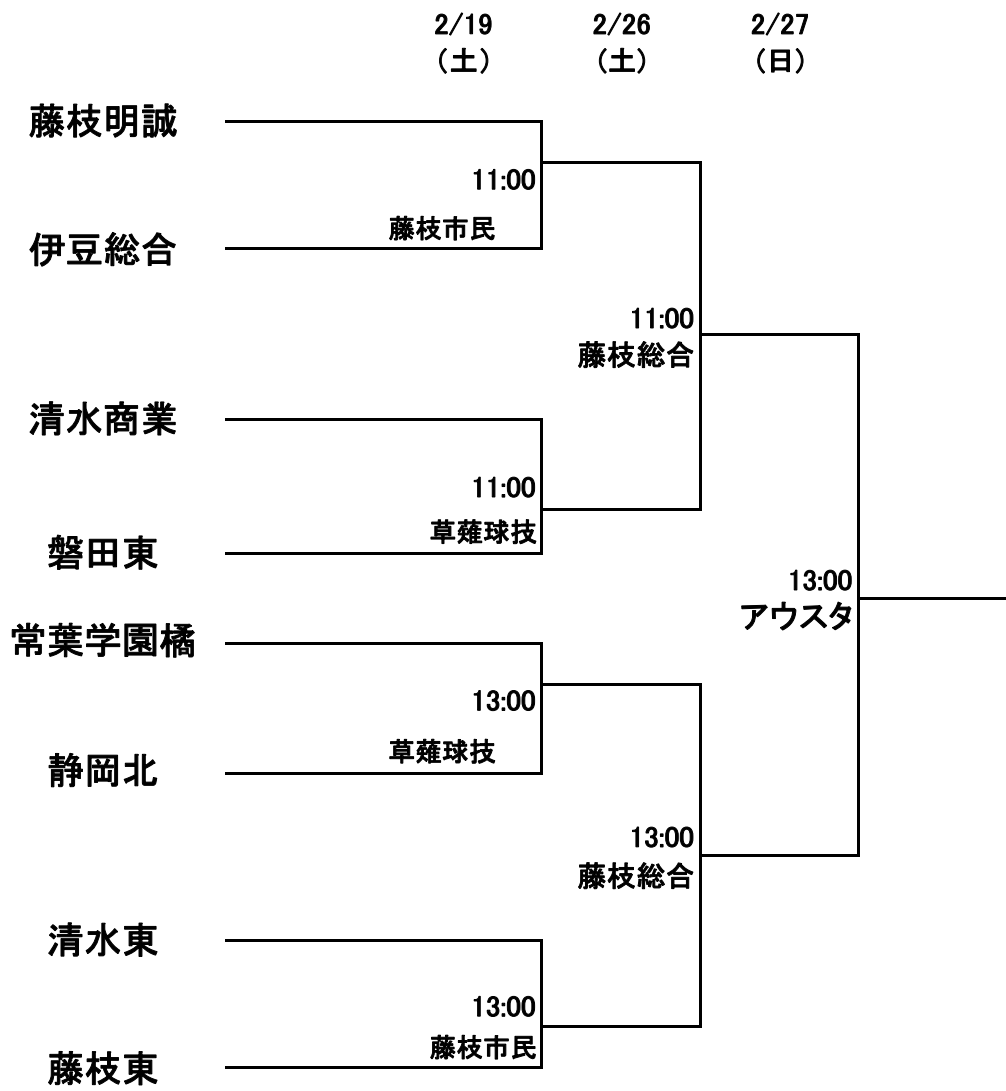 2/19 2/26 2/27
(土) (土) (日)
藤枝明誠
11:00
藤枝市民
伊豆総合
11:00
藤枝総合
清水商業
11:00
草薙球技
磐田東
13:00
アウスタ
常葉学園橘
13:00
草薙球技
静岡北
13:00
藤枝総合
清水東
13:00
藤枝市民
藤枝東